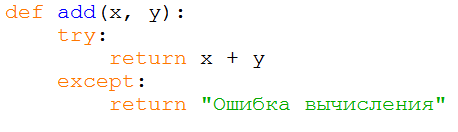 def add(x, y):
    try:
        return x + y
    except:
        return "Ошибка вычисления"